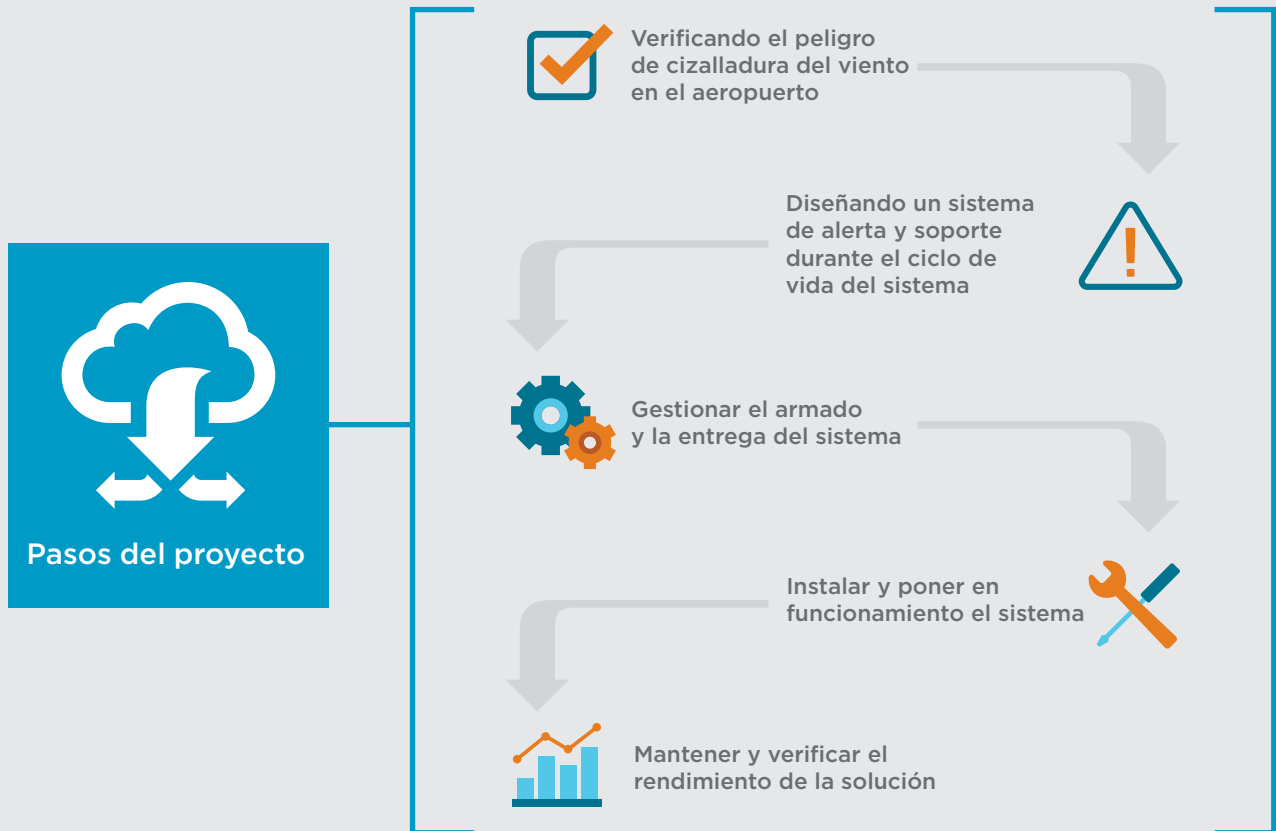 Verificando el peligro
de cizalladura del viento
en el aeropuerto
Diseñando un sistema
de alerta y soporte
durante el ciclo de
vida del sistema
Gestionar el armado
y la entrega del sistema
Pasos del proyecto
Instalar y poner en
funcionamiento el sistema
Mantener y verificar el
rendimiento de la solución